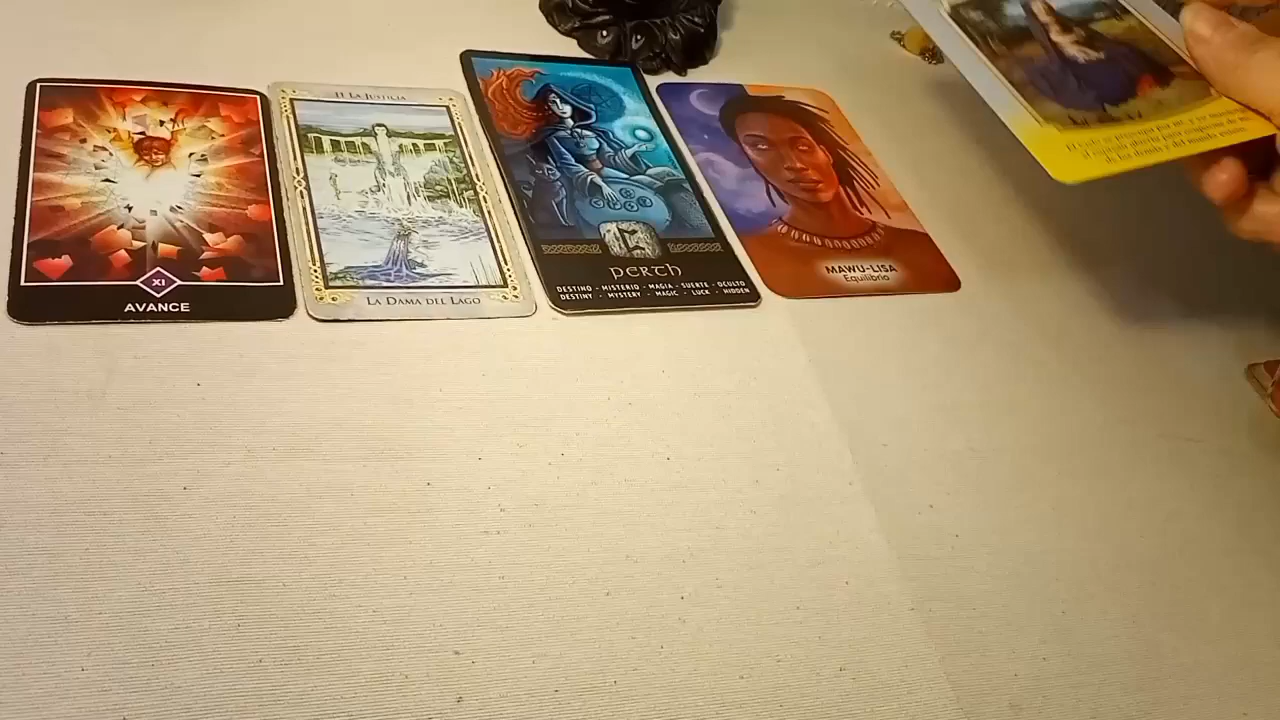 XI
AVANCE
11 LA JUSTICIA
LA DAMA DEL LAGO
PERTH
DESTINO - MISTERIO - MAGIA - SUERTE - OCULTO
DESTINY - MYSTERY - MAGIC - LUCK - HIDDEN
MAWU-LISA
Equilibrio